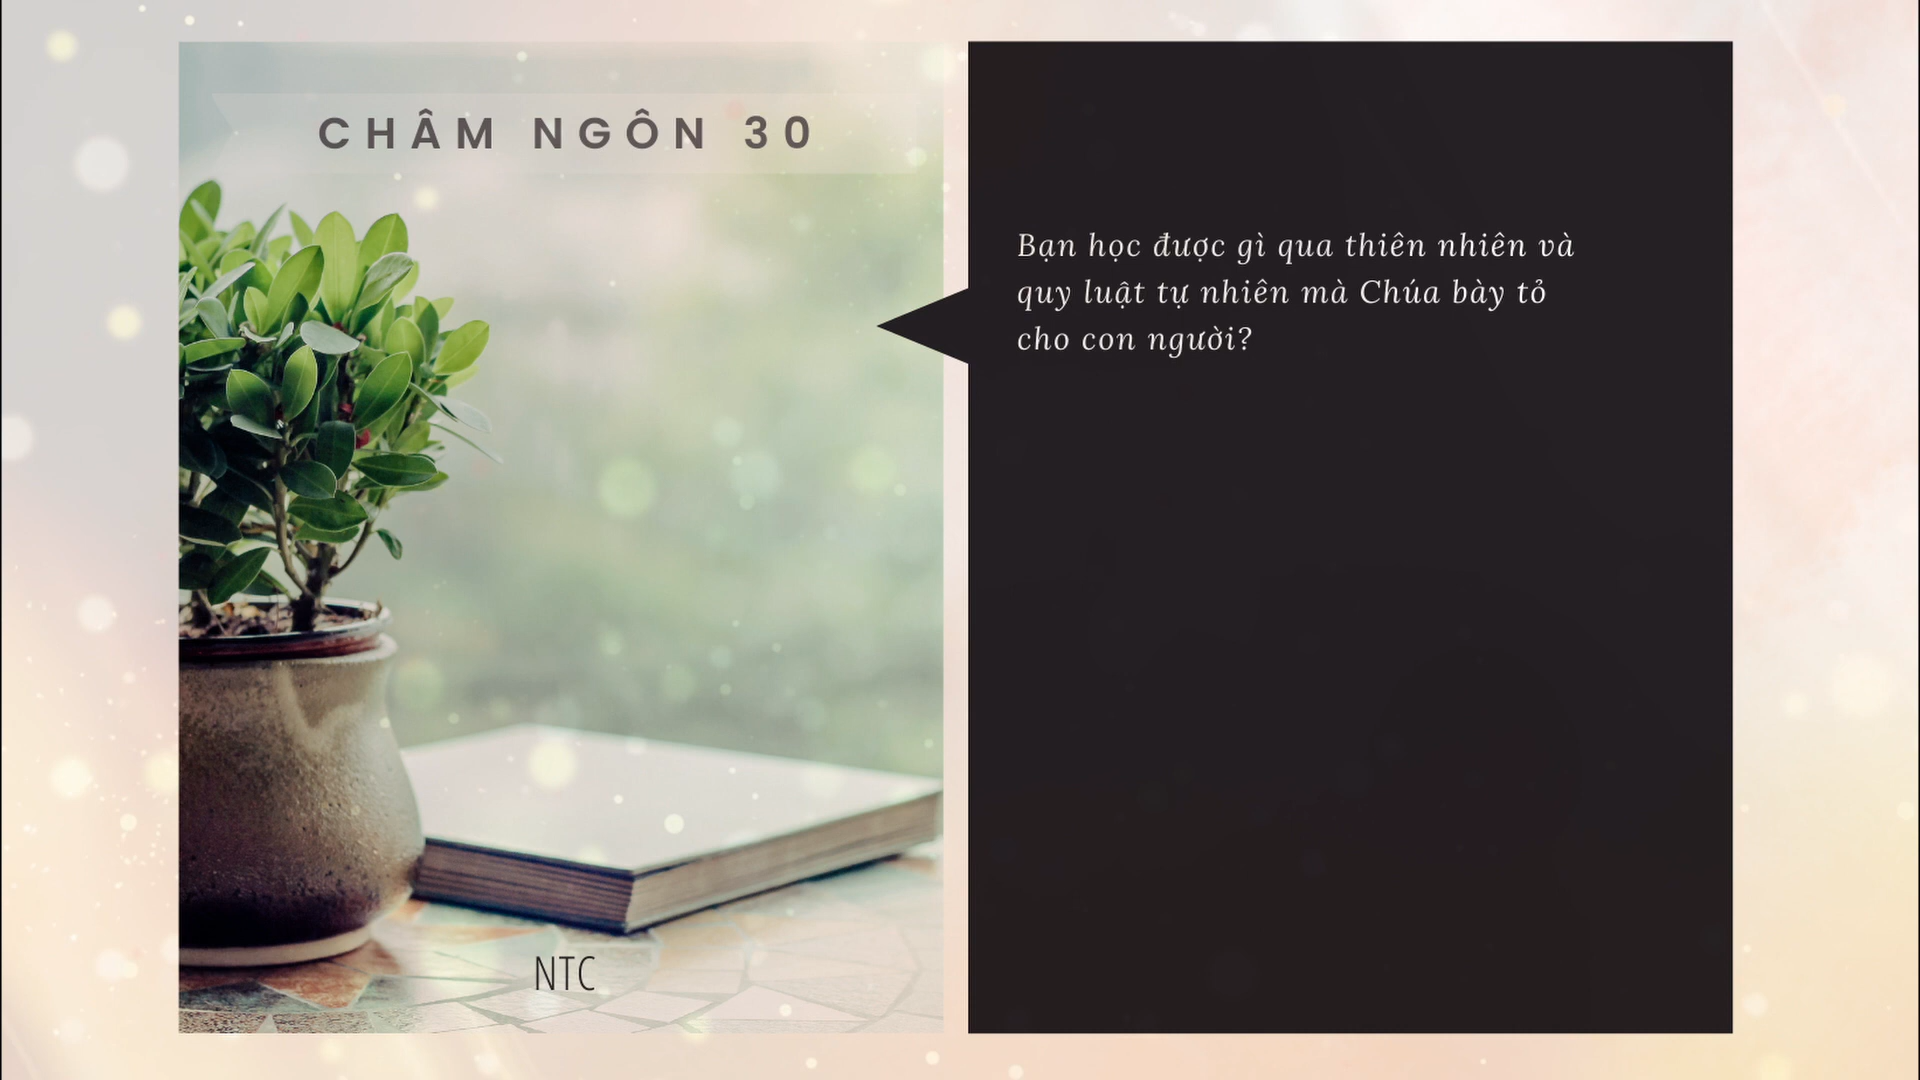 CHÂM NGÔN 30
Bạn học được gì qua thiên nhiên và
quy luật tự nhiên mà Chúa bày tỏ
cho con người?
NTC